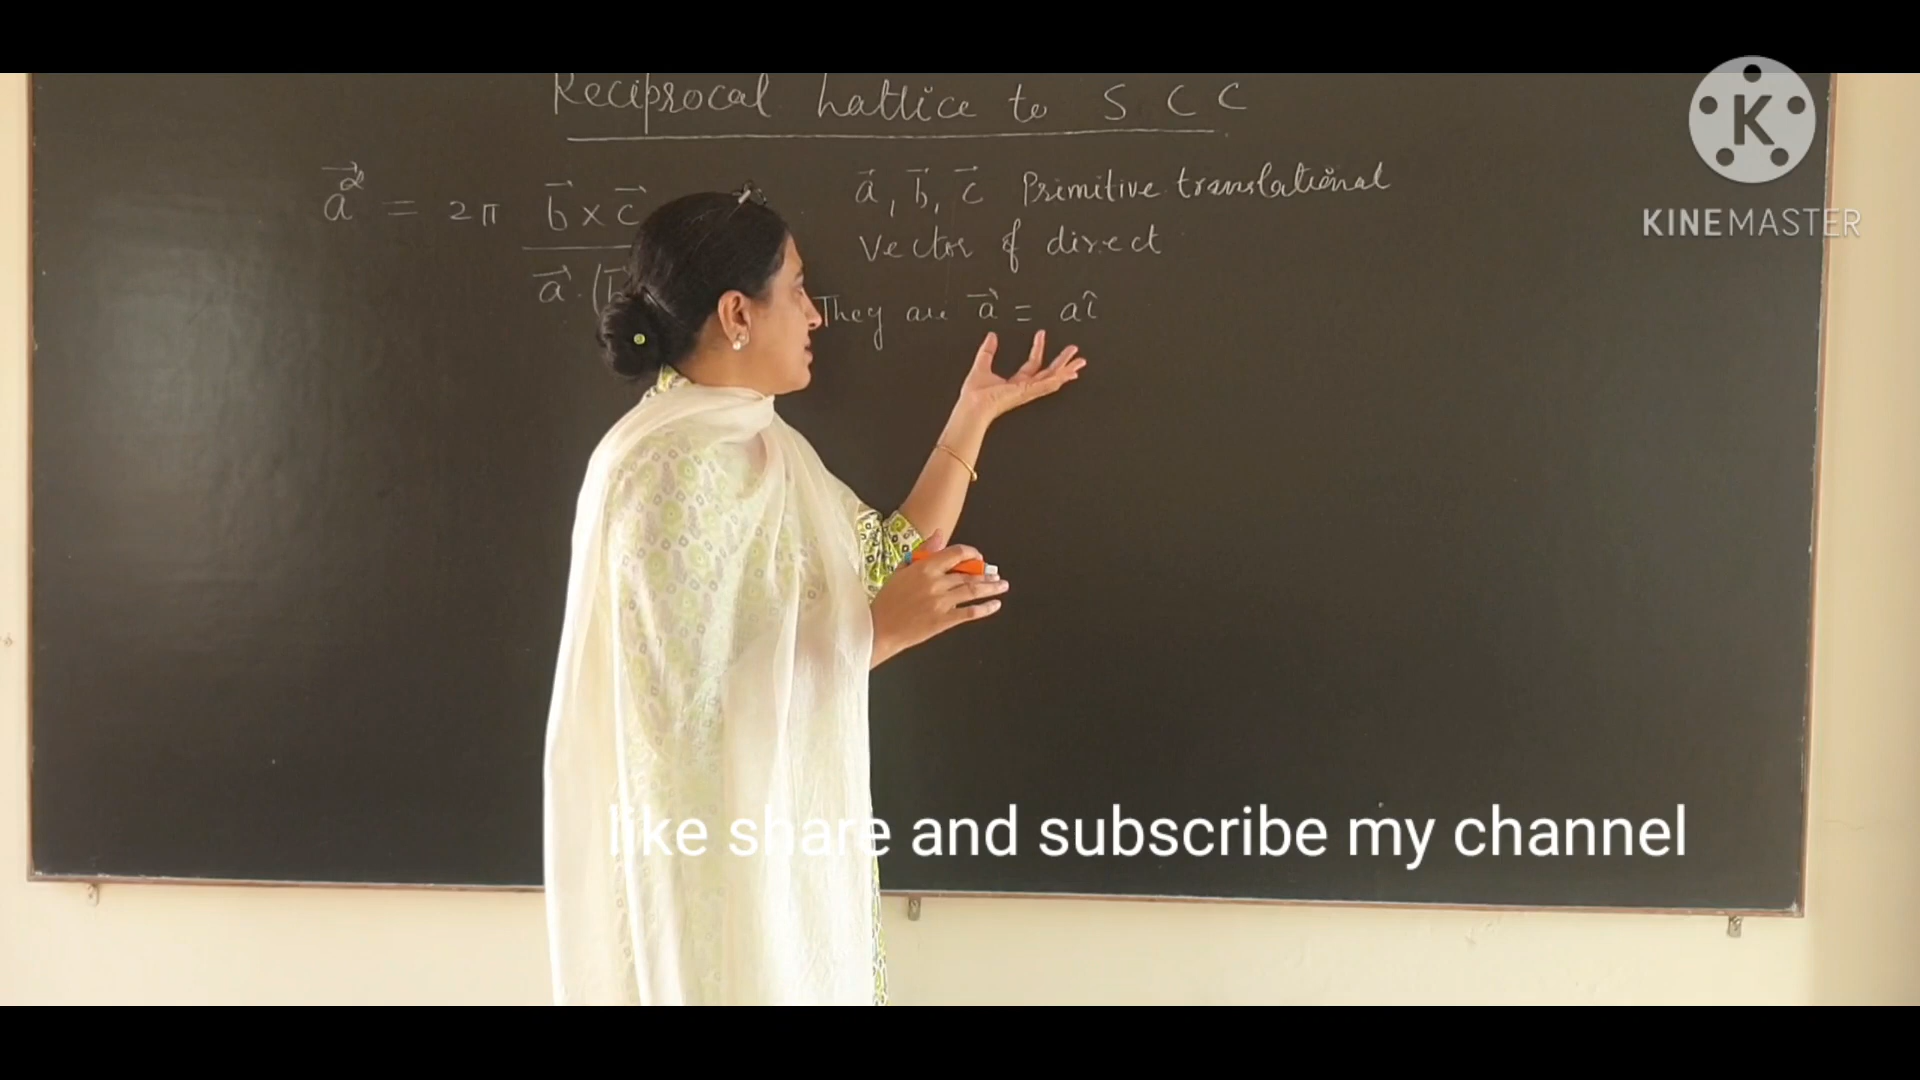 Reciprocal Lattice to S C C
a⃗* = 2π b⃗ × c⃗
a⃗ . (b⃗
a⃗, b⃗, c⃗ Primitive translational
Vector of direct
They are a⃗ = aî
K
KINEMASTER
like share and subscribe my channel